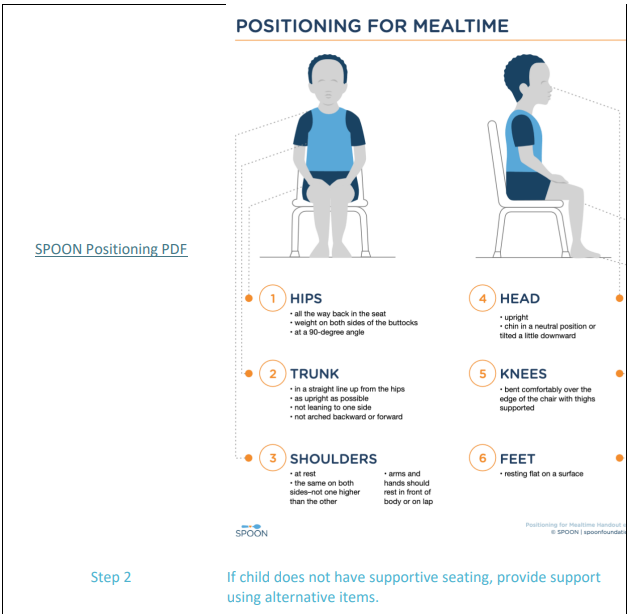 POSITIONING FOR MEALTIME
SPOON Positioning PDF
1 HIPS
• all the way back in the seat
• weight on both sides of the buttocks
• at a 90-degree angle
2 TRUNK
• in a straight line up from the hips
• as upright as possible
• not leaning to one side
• not arched backward or forward
3 SHOULDERS
• at rest
• the same on both
sides–not one higher
than the other
• arms and
hands should
rest in front of
body or on lap
4 HEAD
• upright
• chin in a neutral position or
tilted a little downward
5 KNEES
• bent comfortably over the
edge of the chair with thighs
supported
6 FEET
• resting flat on a surface
SPOON
Positioning for Mealtime Handout
© SPOON |
Step 2
If child does not have supportive seating, provide support
using alternative items.